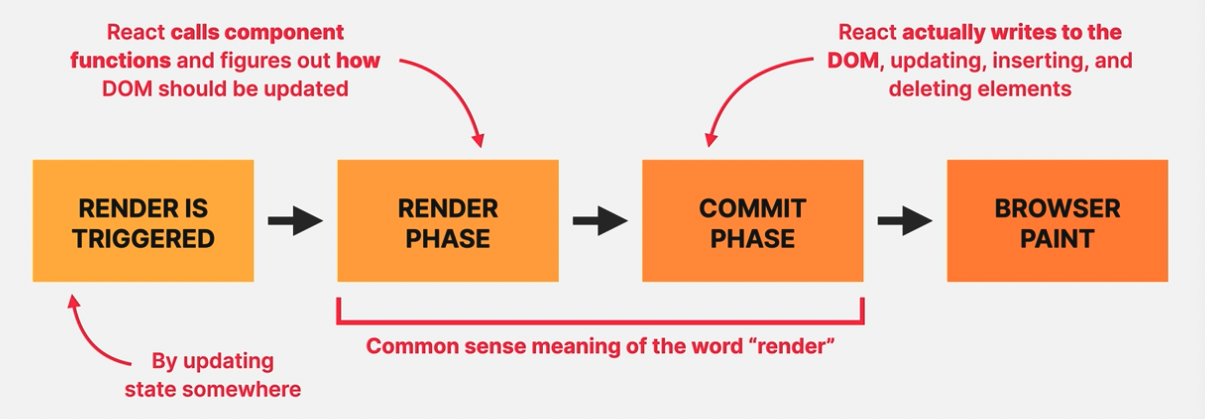 React calls component
functions and figures out how
DOM should be updated
React actually writes to the
DOM, updating, inserting, and
deleting elements
RENDER IS
TRIGGERED
RENDER
PHASE
COMMIT
PHASE
BROWSER
PAINT
By updating
state somewhere
Common sense meaning of the word “render”